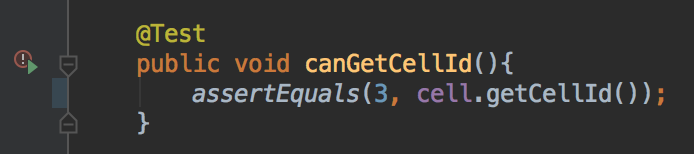 @Test
public void canGetCellId(){
assertEquals(3, cell.getCellId());
}